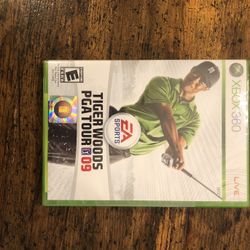 XBOX 360
LIVE
EA
SPORTS
TIGER WOODS
PGA TOUR 09
E